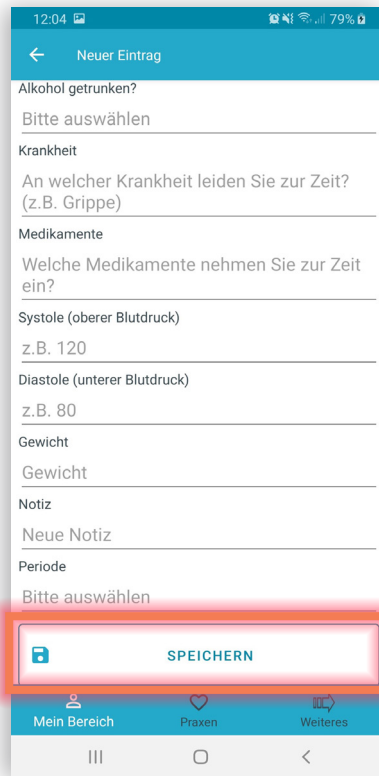 12:04 79%
Neuer Eintrag
Alkohol getrunken?
Bitte auswählen
Krankheit
An welcher Krankheit leiden Sie zur Zeit?
(z.B. Grippe)
Medikamente
Welche Medikamente nehmen Sie zur Zeit
ein?
Systole (oberer Blutdruck)
z.B. 120
Diastole (unterer Blutdruck)
z.B. 80
Gewicht
Gewicht
Notiz
Neue Notiz
Periode
Bitte auswählen
SPEICHERN
Mein Bereich Praxen Weiteres